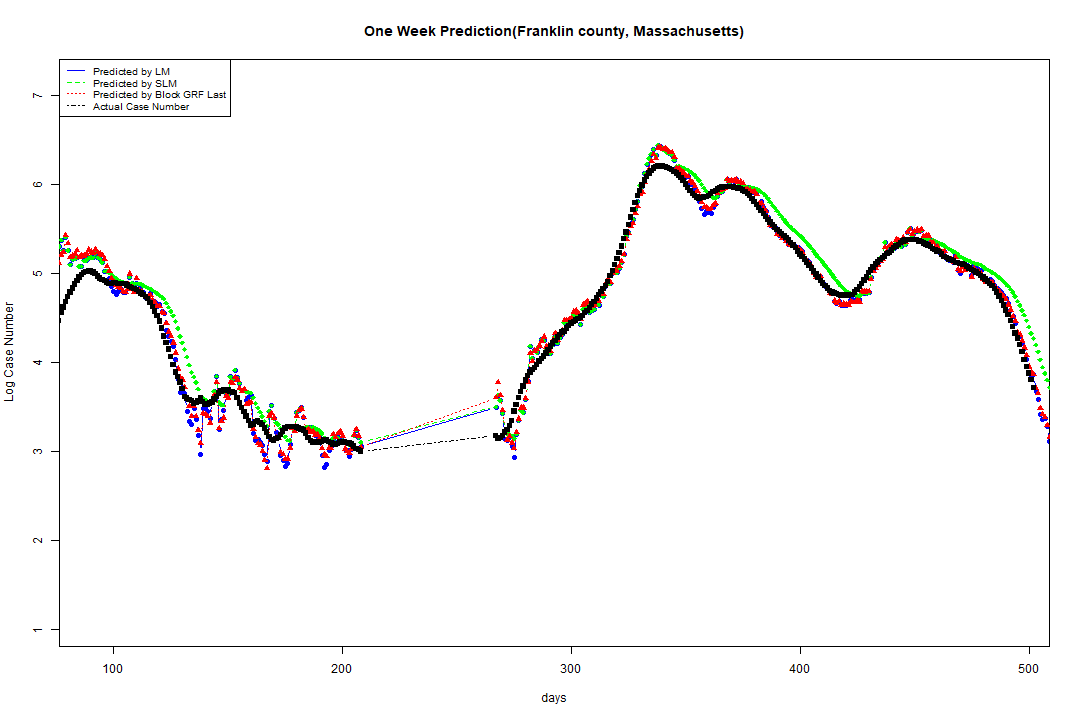 One Week Prediction(Franklin county, Massachusetts)
Predicted by LM
Predicted by SLM
Predicted by Block GRF Last
Actual Case Number
7
6
5
4
3
2
1
Log Case Number
100 200 300 400 500
days